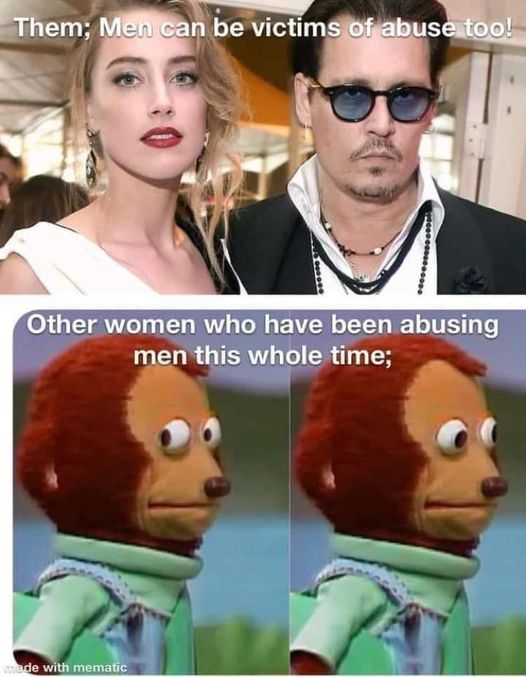 Them; Men can be victims of abuse too!
Other women who have been abusing
men this whole time;
made with mematic